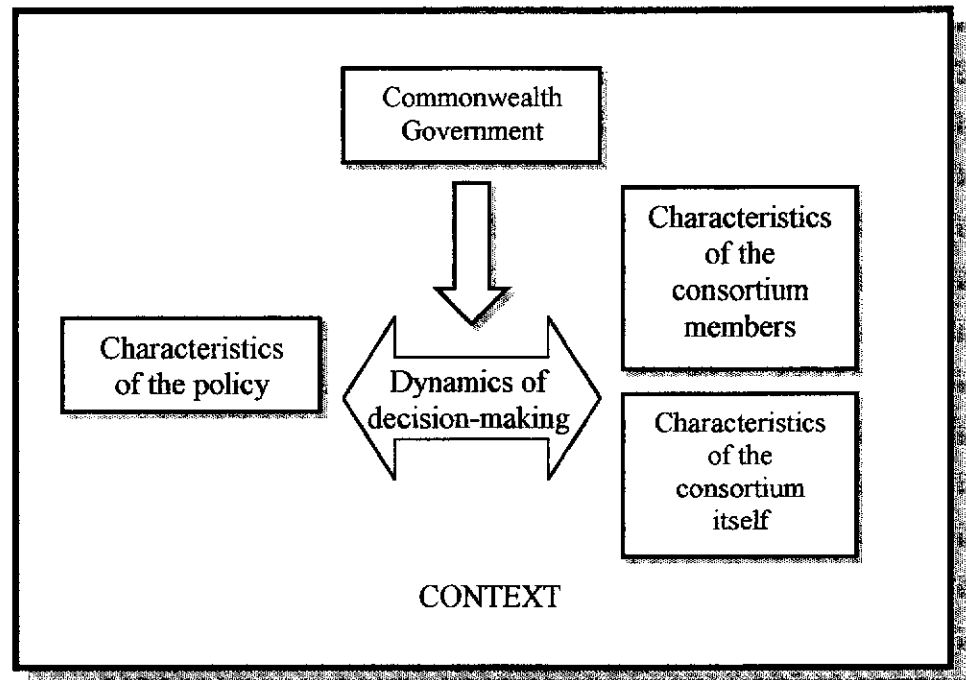 Commonwealth
Government
Characteristics
of the
consortium
members
Characteristics
of the policy
Dynamics of
decision-making
Characteristics
of the
consortium
itself
CONTEXT